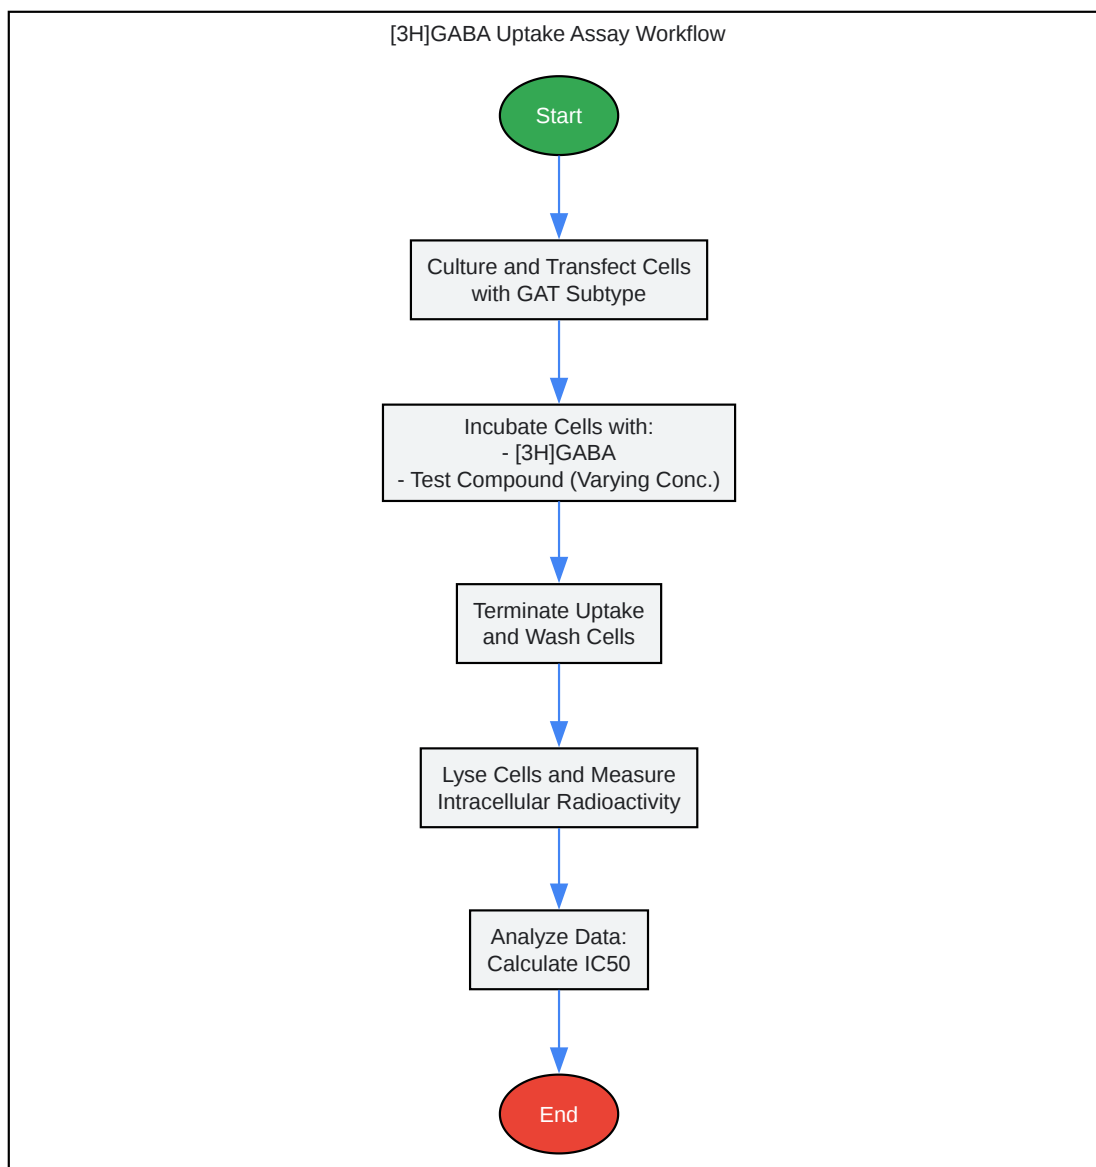 [3H]GABA Uptake Assay Workflow
Start
Culture and Transfect Cells
with GAT Subtype
Incubate Cells with:
- [3H]GABA
- Test Compound (Varying Conc.)
Terminate Uptake
and Wash Cells
Lyse Cells and Measure
Intracellular Radioactivity
Analyze Data:
Calculate IC50
End